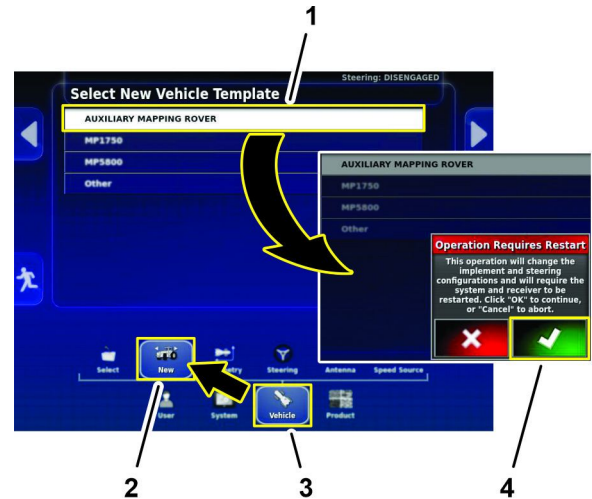 1
Steering: DISENGAGED
Select New Vehicle Template
AUXILIARY MAPPING ROVER
MP1750
MP5800
Other
AUXILIARY MAPPING ROVER
MP1750
MP5800
Other
Operation Requires Restart
This operation will change the
implement and steering
configurations and will require the
system and receiver to be
restarted. Click "OK" to continue,
or "Cancel" to abort.
Select
New
Steering
Antenna
Speed Source
User
System
Vehicle
Product
2
3
4